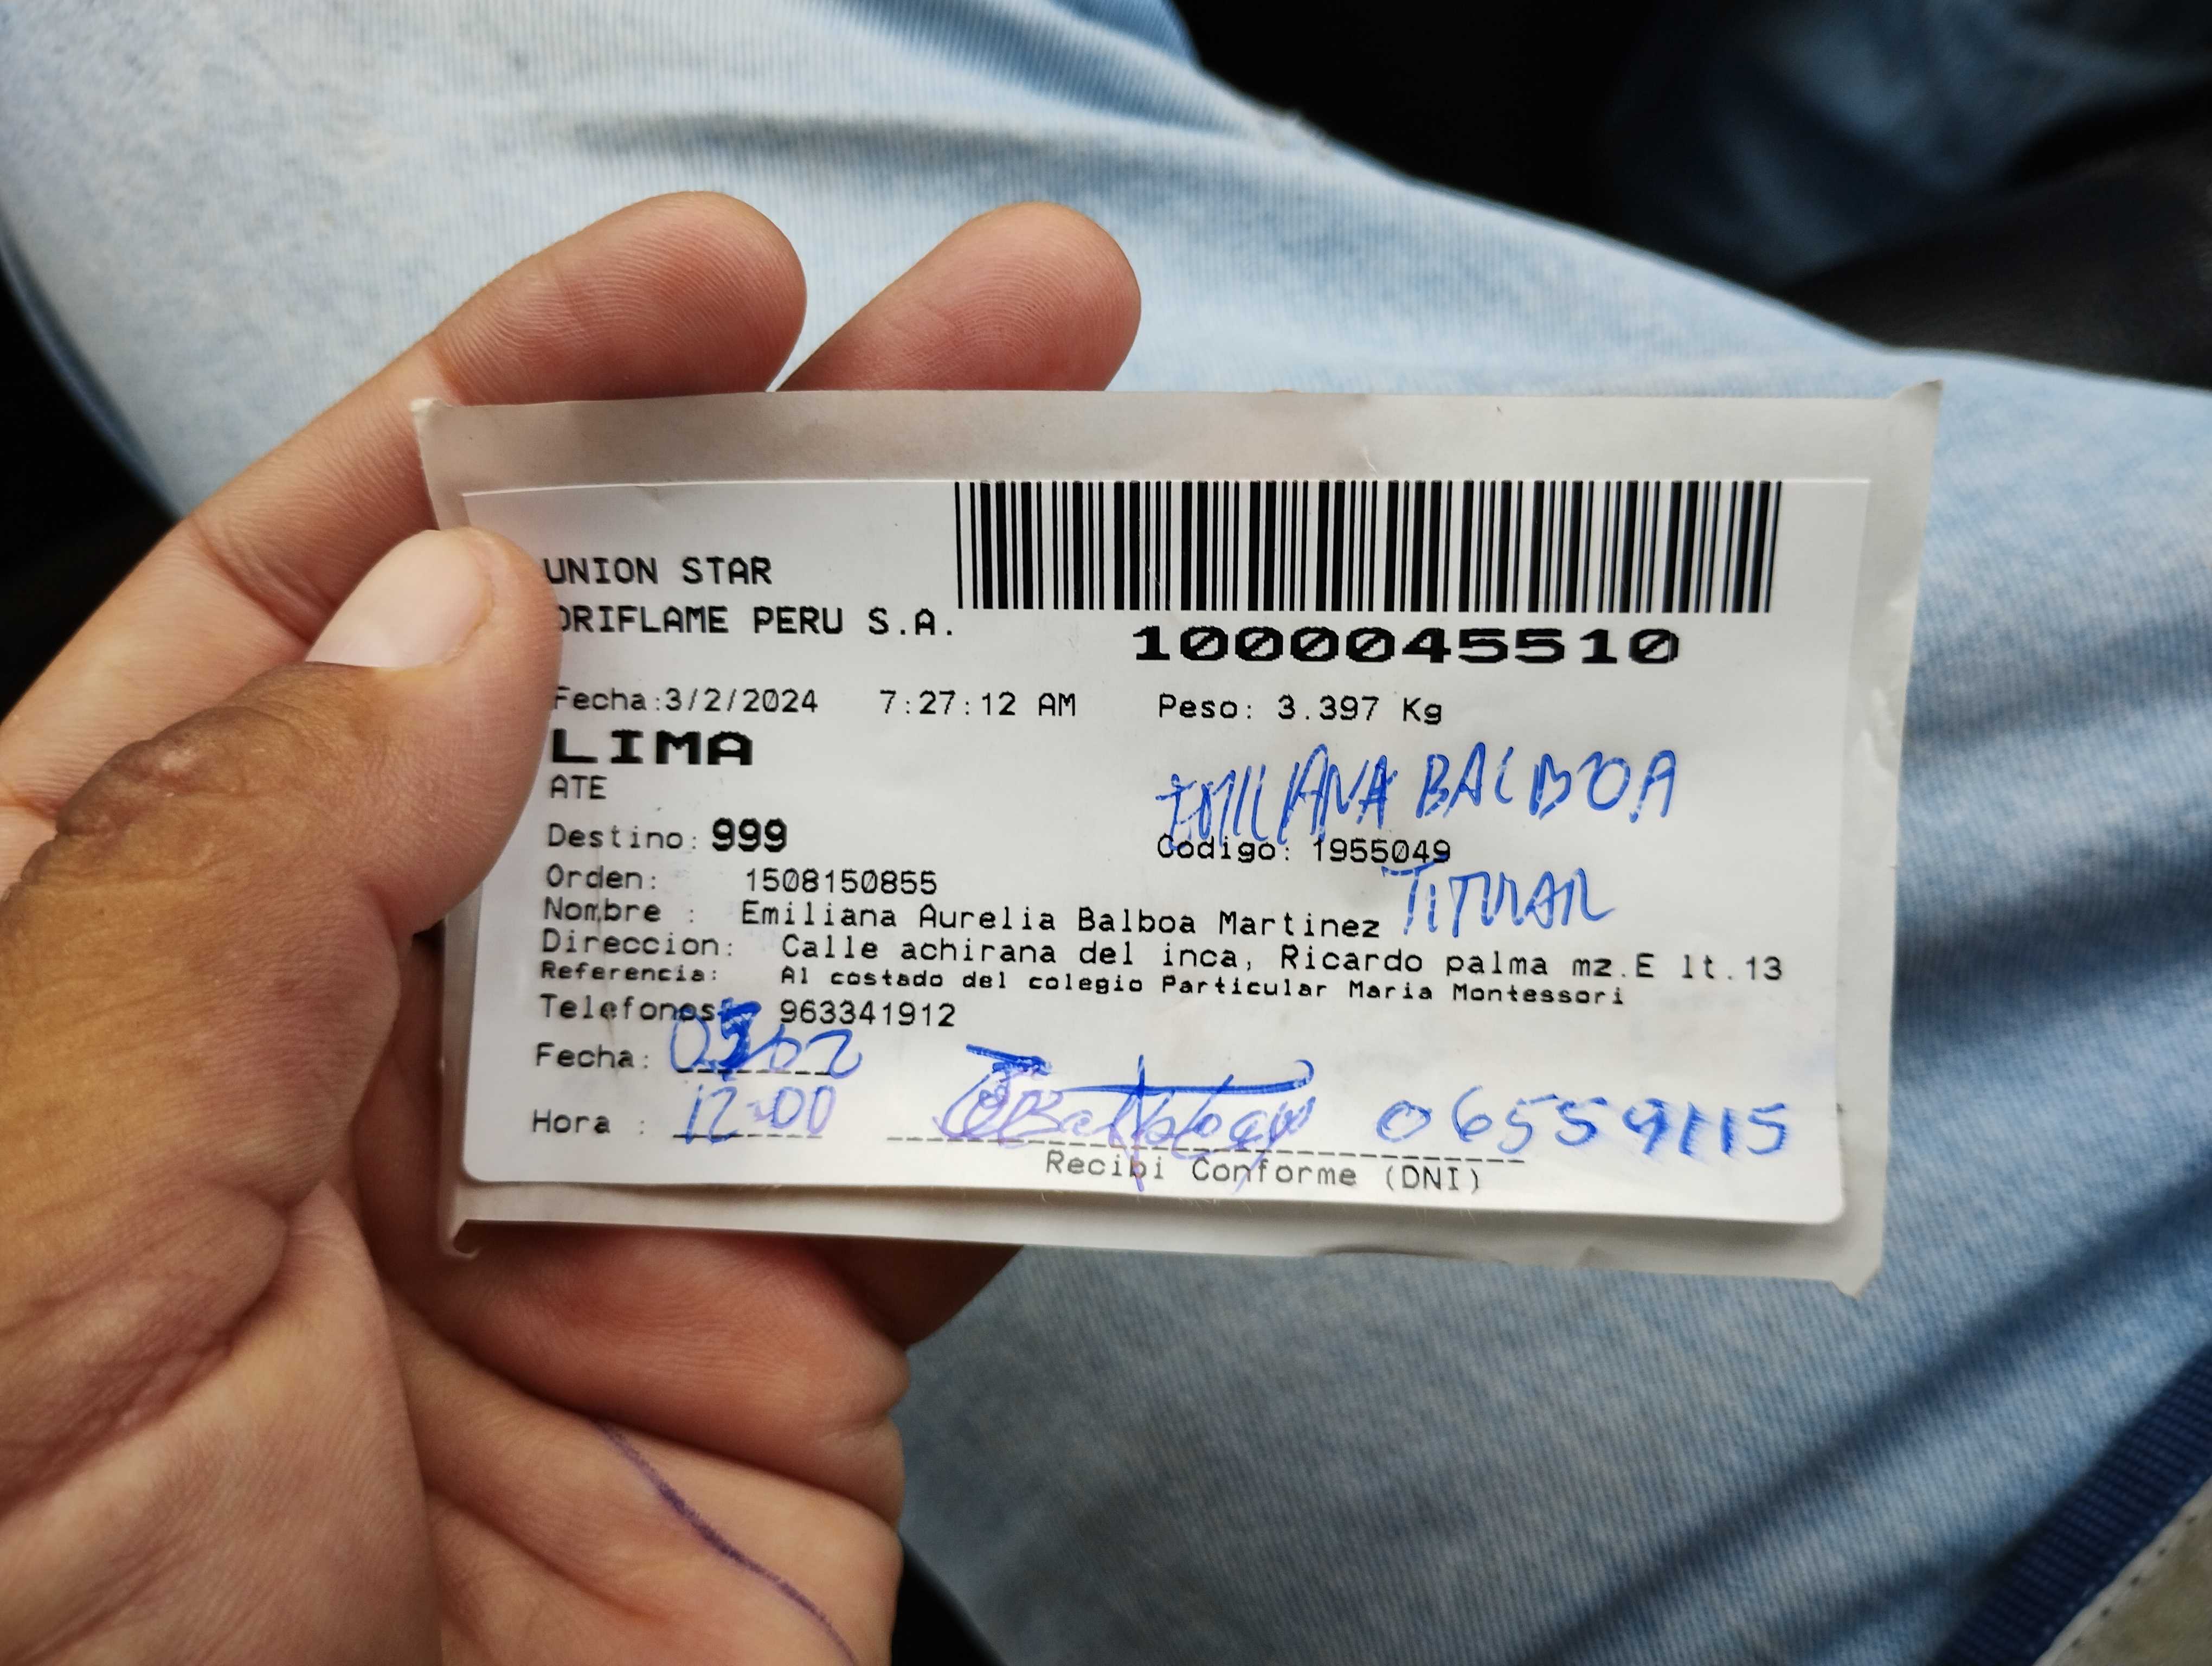 UNION STAR
ORIFLAME PERU S.A.
1000045510
Fecha:3/2/2024 7:27:12 AM Peso: 3.397 Kg
LIMA
ATE
EMILIANA BALBOA
Destino: 999
Codigo: 1955049
Orden: 1508150855
TITULAR
Nombre : Emiliana Aurelia Balboa Martinez
Direccion: Calle achirana del inca, Ricardo palma mz.E lt.13
Referencia: Al costado del colegio Particular Maria Montessori
Telefonos: 963341912
Fecha:
Hora : 12:00 06559115
Recibi Conforme (DNI)